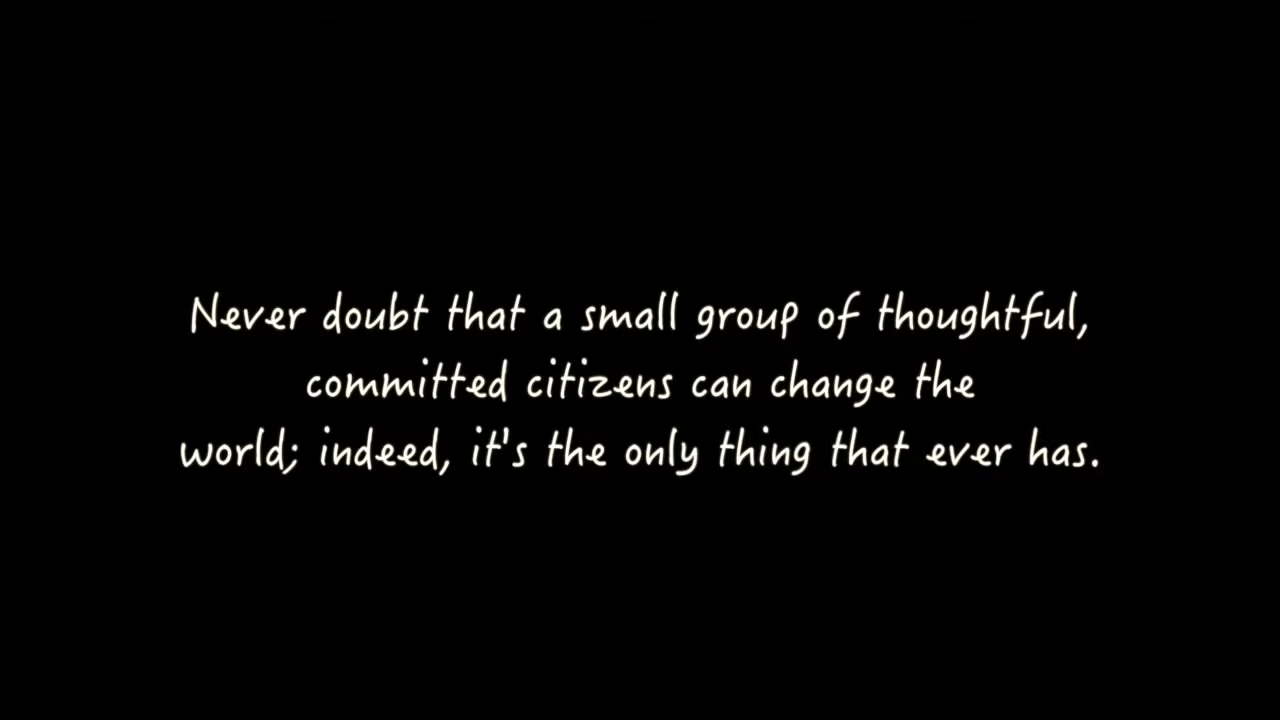 Never doubt that a small group of thoughtful,
committed citizens can change the
world; indeed, it's the only thing that ever has.